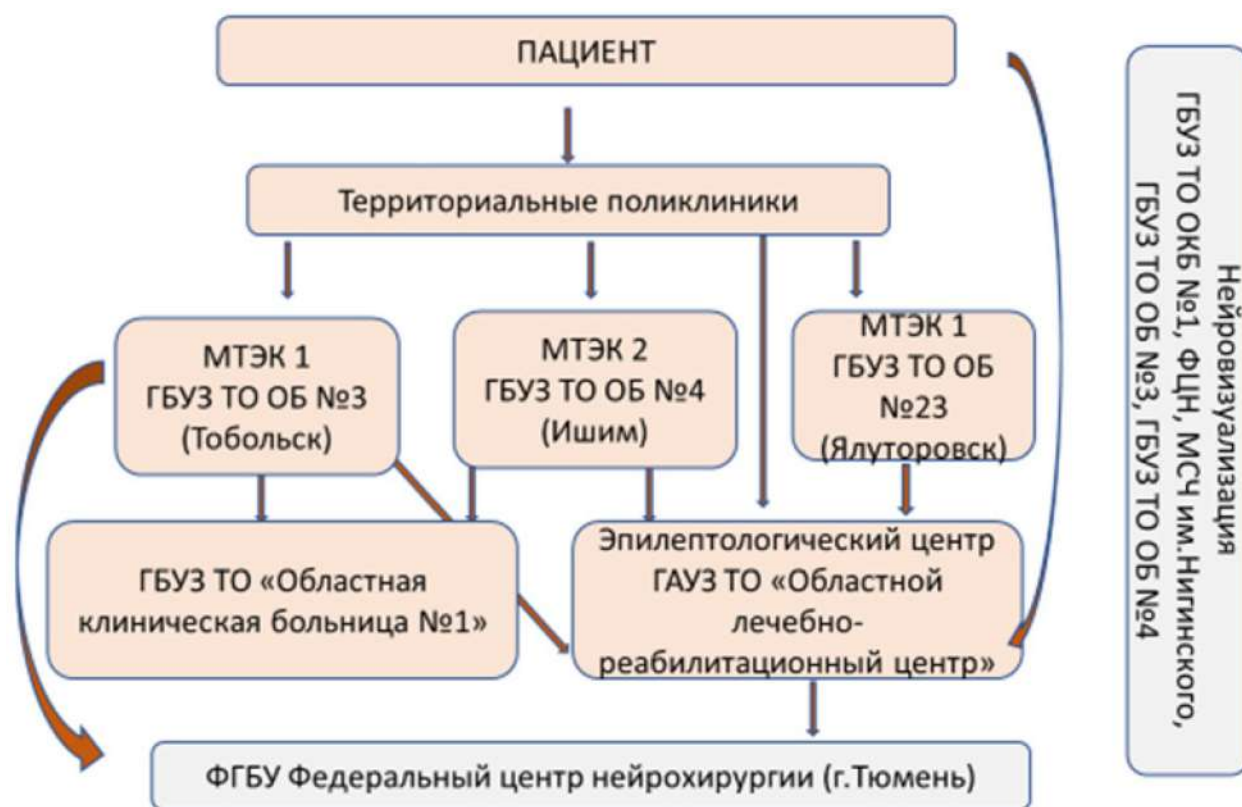 ПАЦИЕНТ
Территориальные поликлиники
МТЭК 1
ГБУЗ ТО ОБ №3
(Тобольск)
МТЭК 2
ГБУЗ ТО ОБ №4
(Ишим)
МТЭК 1
ГБУЗ ТО ОБ
№23
(Ялуторовск)
ГБУЗ ТО «Областная
клиническая больница №1»
Эпилептологический центр
ГАУЗ ТО «Областной
лечебно-
реабилитационный центр»
ФГБУ Федеральный центр нейрохирургии (г.Тюмень)
Нейровизуализация
ГБУЗ ТО ОКБ №1, ФЦН, МСЧ им.Нигинского,
ГБУЗ ТО ОБ №3, ГБУЗ ТО ОБ №4